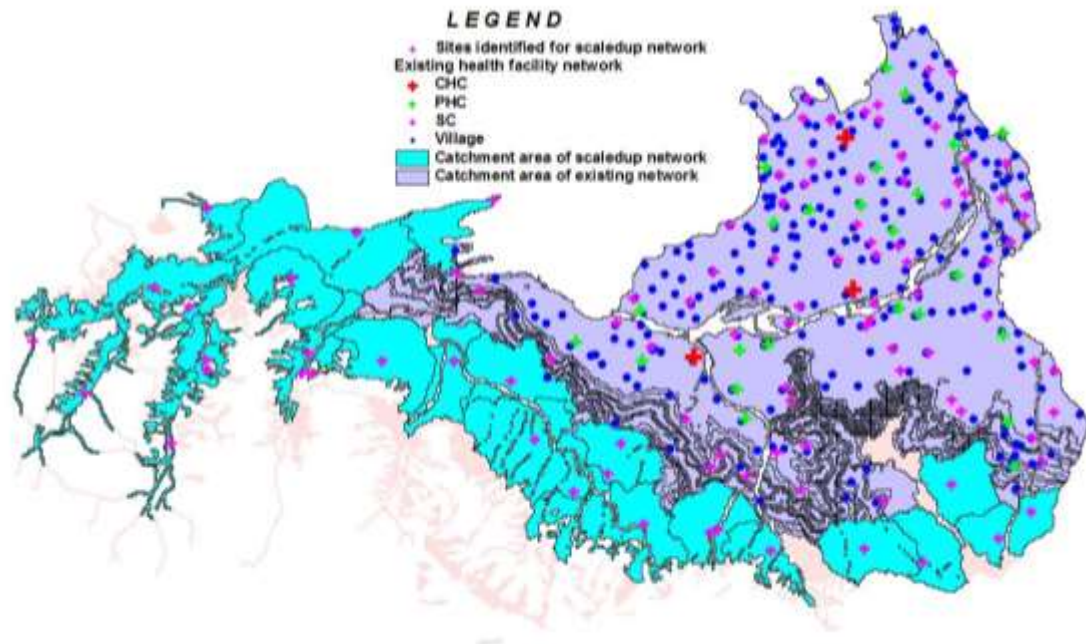 LEGEND
Sites identified for scaledup network
Existing health facility network
CHC
PHC
SC
Village
Catchment area of scaledup network
Catchment area of existing network